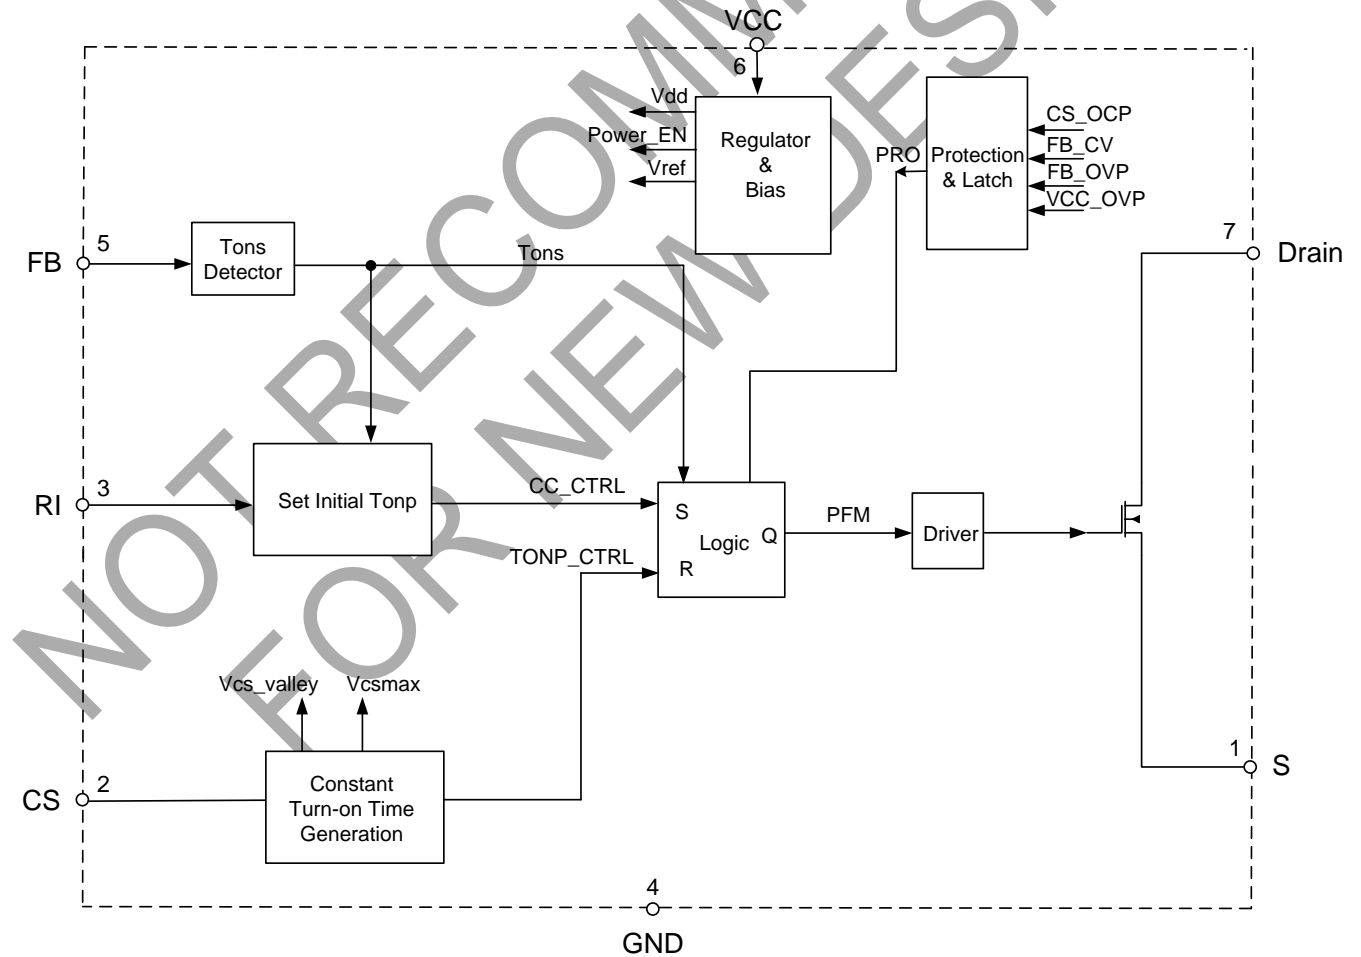 VCC
6
Vdd
Power_EN
Vref
Regulator
&
Bias
PRO
Protection
& Latch
CS_OCP
FB_CV
FB_OVP
VCC_OVP
FB
5
Tons
Detector
Tons
7
Drain
RI
3
Set Initial Tonp
CC_CTRL
TONP_CTRL
S
Logic
Q
R
PFM
Driver
Vcs_valley
Vcsmax
CS
2
Constant
Turn-on Time
Generation
1
S
4
GND
NOT RECOMM
FOR NEW DES